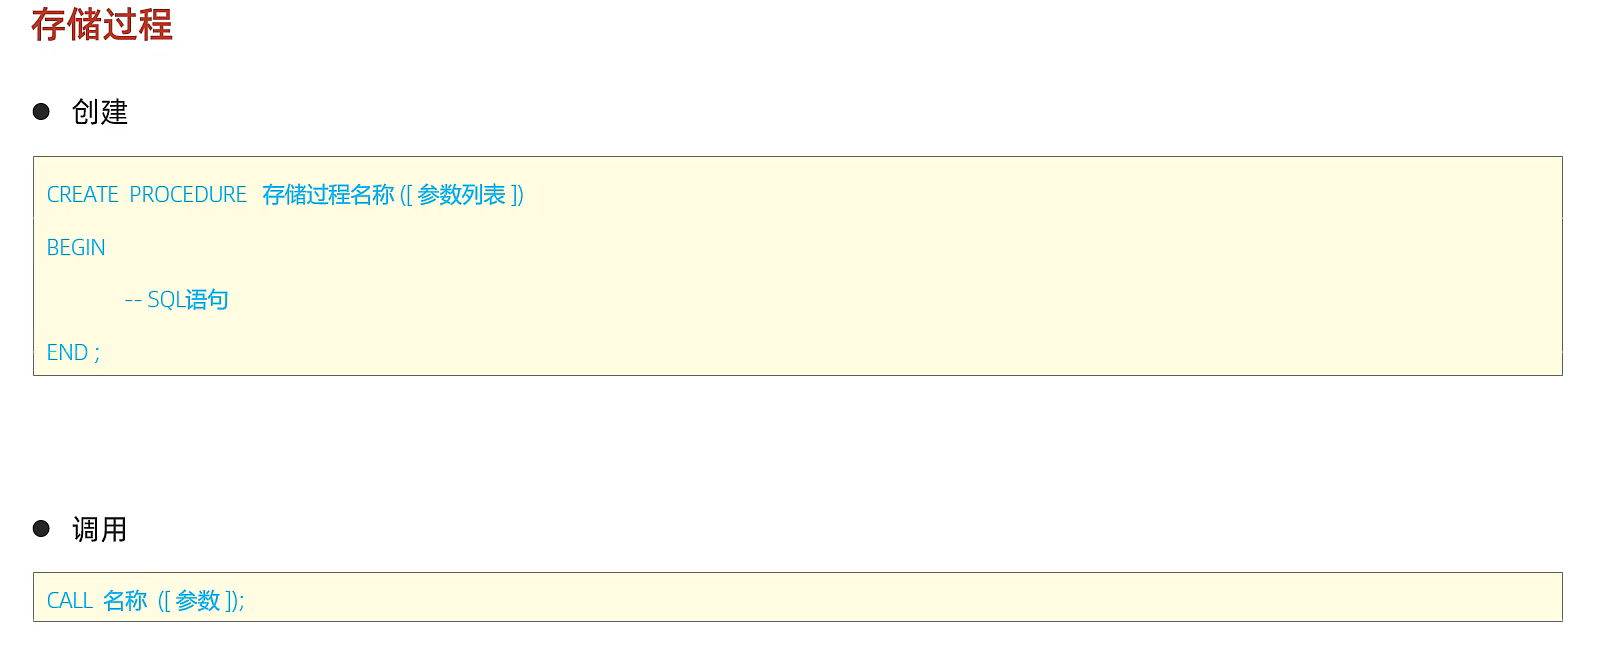 存储过程
● 创建
CREATE PROCEDURE 存储过程名称 ([ 参数列表 ])
BEGIN
-- SQL语句
END ;
● 调用
CALL 名称 ([ 参数 ]);